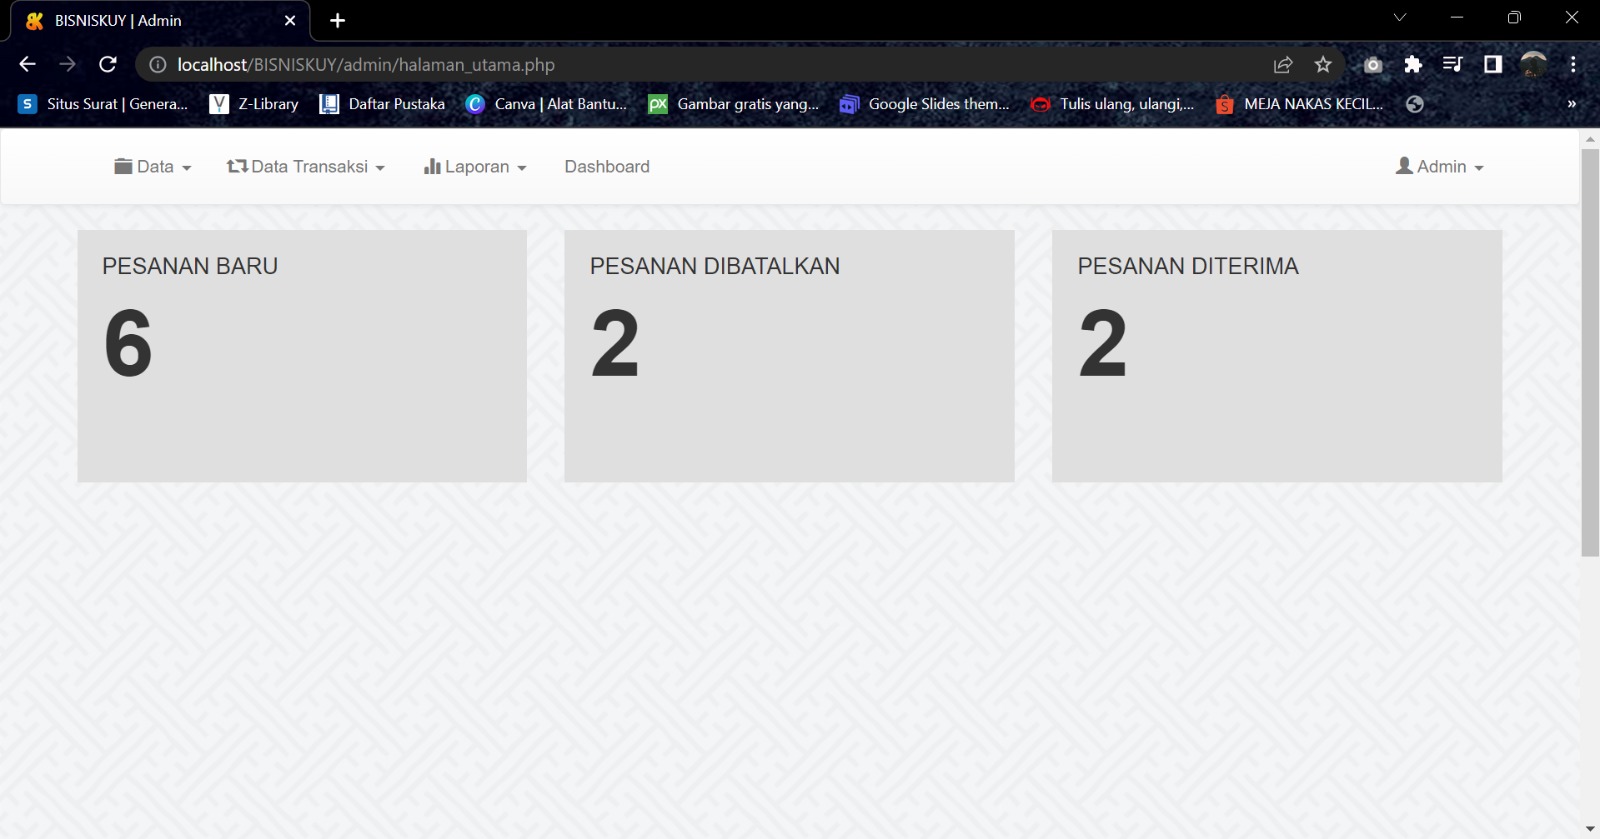 BISNISKUY | Admin
localhost/BISNISKUY/admin/halaman_utama.php
Situs Surat | Genera... Z-Library Daftar Pustaka Canva | Alat Bantu... Gambar gratis yang... Google Slides them... Tulis ulang, ulangi,... MEJA NAKAS KECIL... »
Data Data Transaksi Laporan Dashboard Admin
PESANAN BARU
6
PESANAN DIBATALKAN
2
PESANAN DITERIMA
2